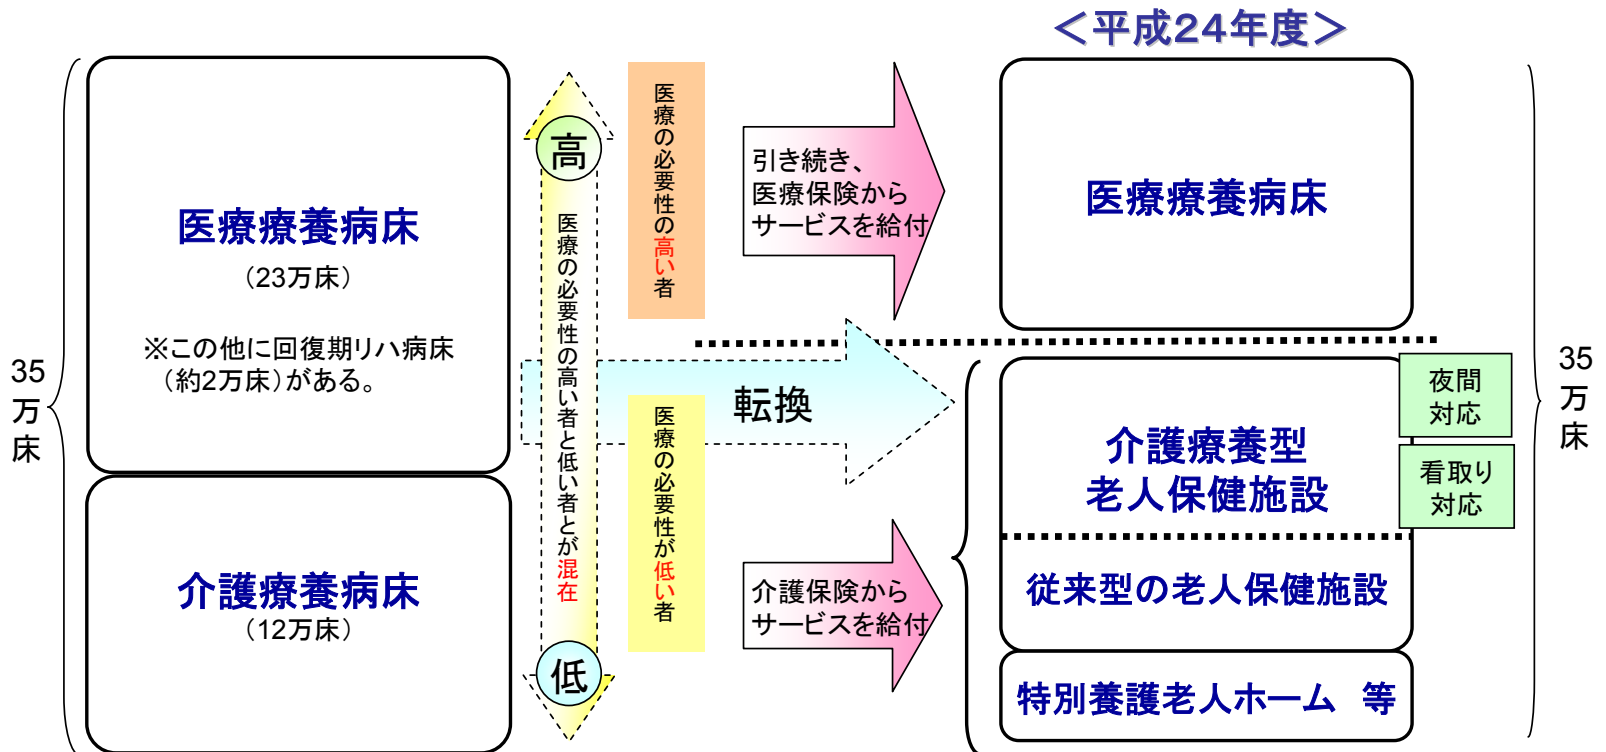 ＜平成24年度＞
35
万
床
医療療養病床
（23万床）
※この他に回復期リハ病床
（約2万床）がある。
介護療養病床
（12万床）
高
医療の必要性の高い者と低い者とが混在
低
医療の必要性の高い者
医療の必要性が低い者
転換
引き続き、
医療保険から
サービスを給付
介護保険から
サービスを給付
医療療養病床
介護療養型
老人保健施設
従来型の老人保健施設
特別養護老人ホーム　等
夜間
対応
看取り
対応
35
万
床